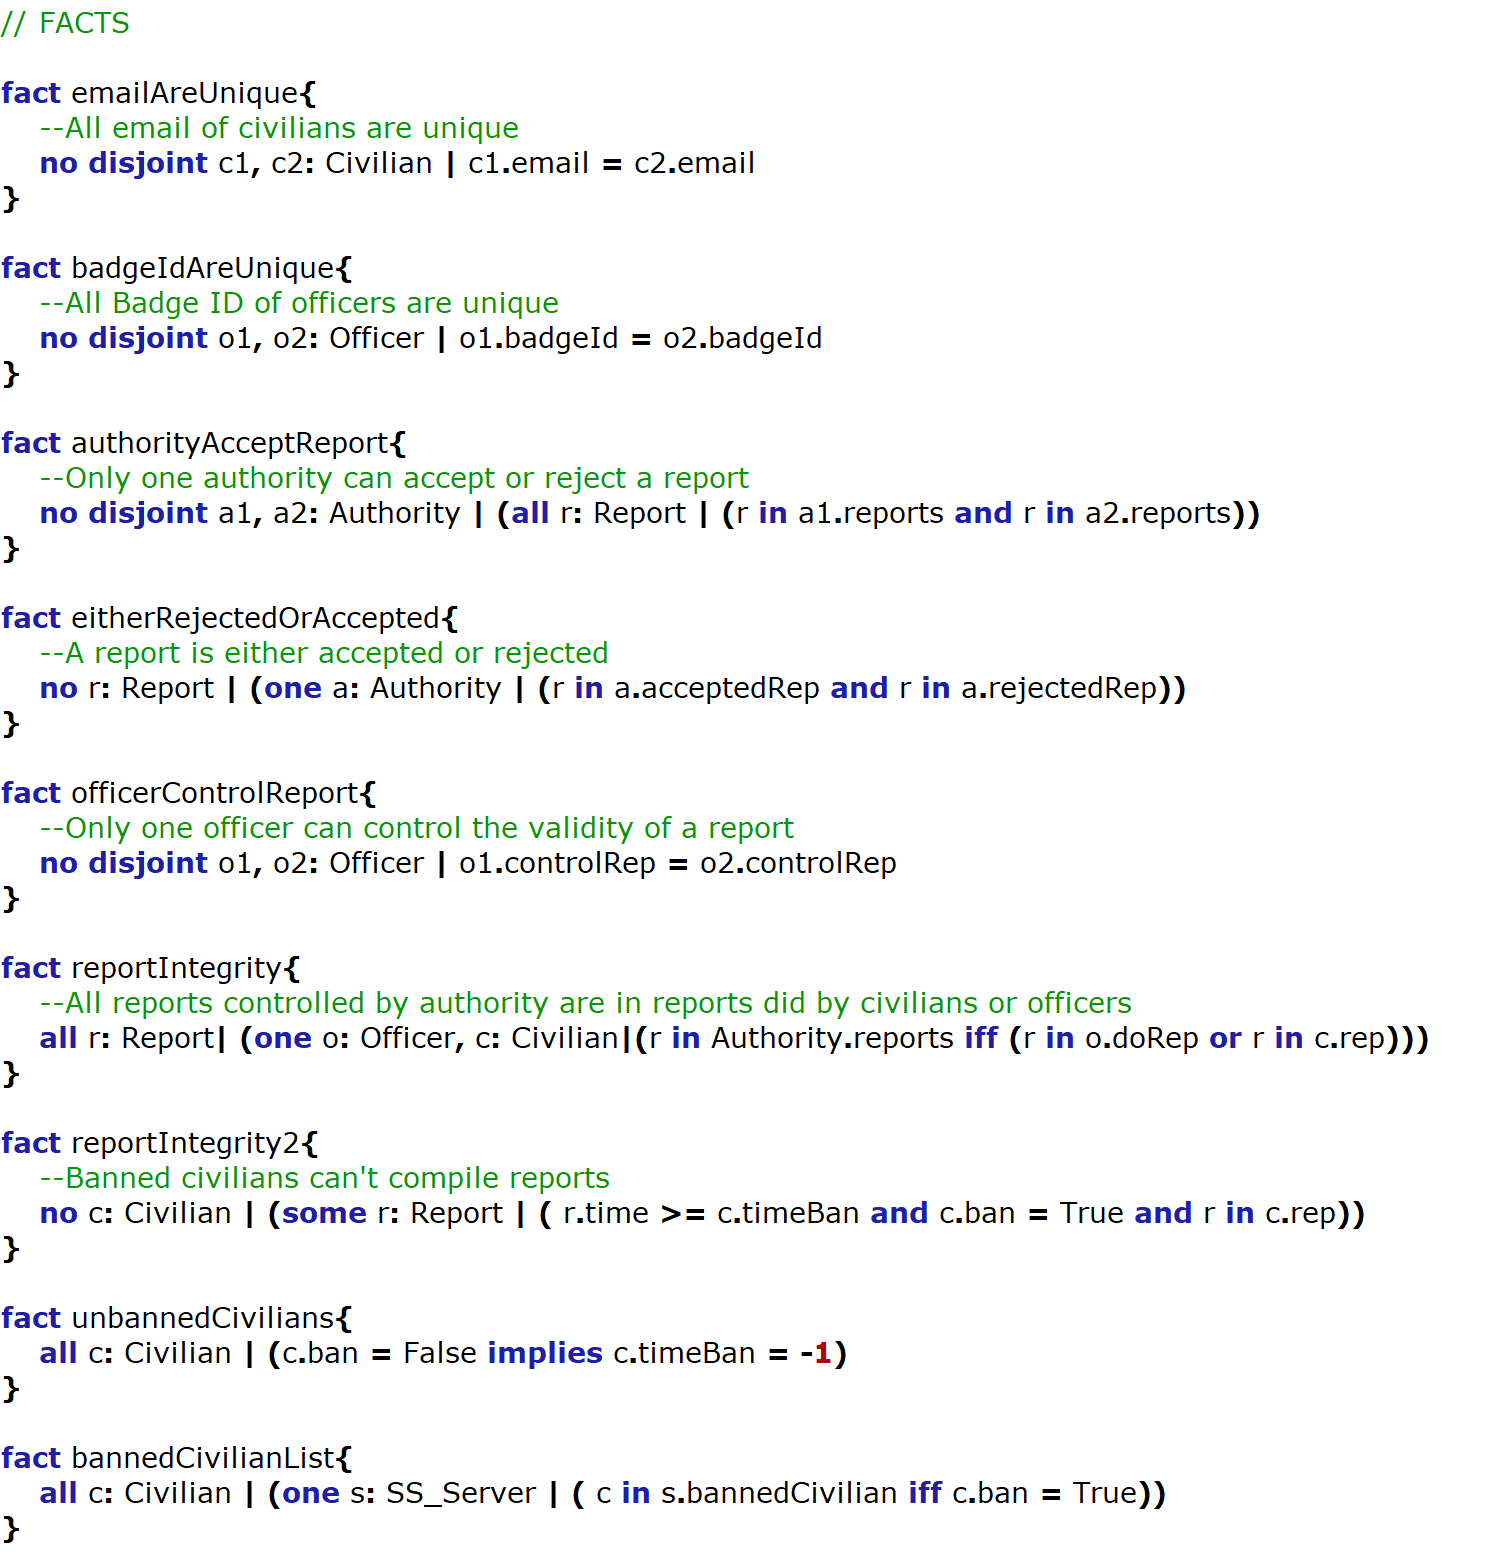 // FACTS
fact emailAreUnique{
--All email of civilians are unique
no disjoint c1, c2: Civilian | c1.email = c2.email
}
fact badgeIdAreUnique{
--All Badge ID of officers are unique
no disjoint o1, o2: Officer | o1.badgeId = o2.badgeId
}
fact authorityAcceptReport{
--Only one authority can accept or reject a report
no disjoint a1, a2: Authority | (all r: Report | (r in a1.reports and r in a2.reports))
}
fact eitherRejectedOrAccepted{
--A report is either accepted or rejected
no r: Report | (one a: Authority | (r in a.acceptedRep and r in a.rejectedRep))
}
fact officerControlReport{
--Only one officer can control the validity of a report
no disjoint o1, o2: Officer | o1.controlRep = o2.controlRep
}
fact reportIntegrity{
--All reports controlled by authority are in reports did by civilians or officers
all r: Report| (one o: Officer, c: Civilian|(r in Authority.reports iff (r in o.doRep or r in c.rep)))
}
fact reportIntegrity2{
--Banned civilians can't compile reports
no c: Civilian | (some r: Report | ( r.time >= c.timeBan and c.ban = True and r in c.rep))
}
fact unbannedCivilians{
all c: Civilian | (c.ban = False implies c.timeBan = -1)
}
fact bannedCivilianList{
all c: Civilian | (one s: SS_Server | ( c in s.bannedCivilian iff c.ban = True))
}